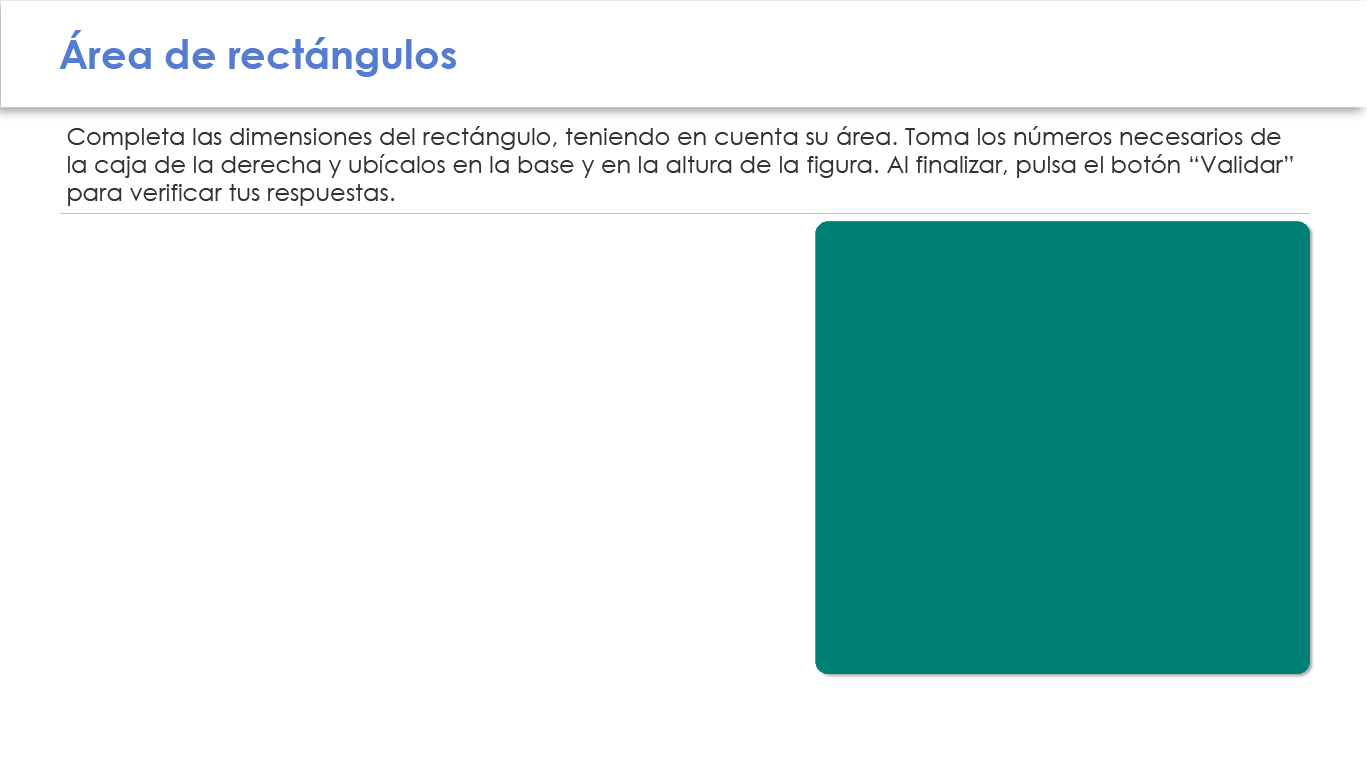 Área de rectángulos
Completa las dimensiones del rectángulo, teniendo en cuenta su área. Toma los números necesarios de
la caja de la derecha y ubícalos en la base y en la altura de la figura. Al finalizar, pulsa el botón “Validar”
para verificar tus respuestas.